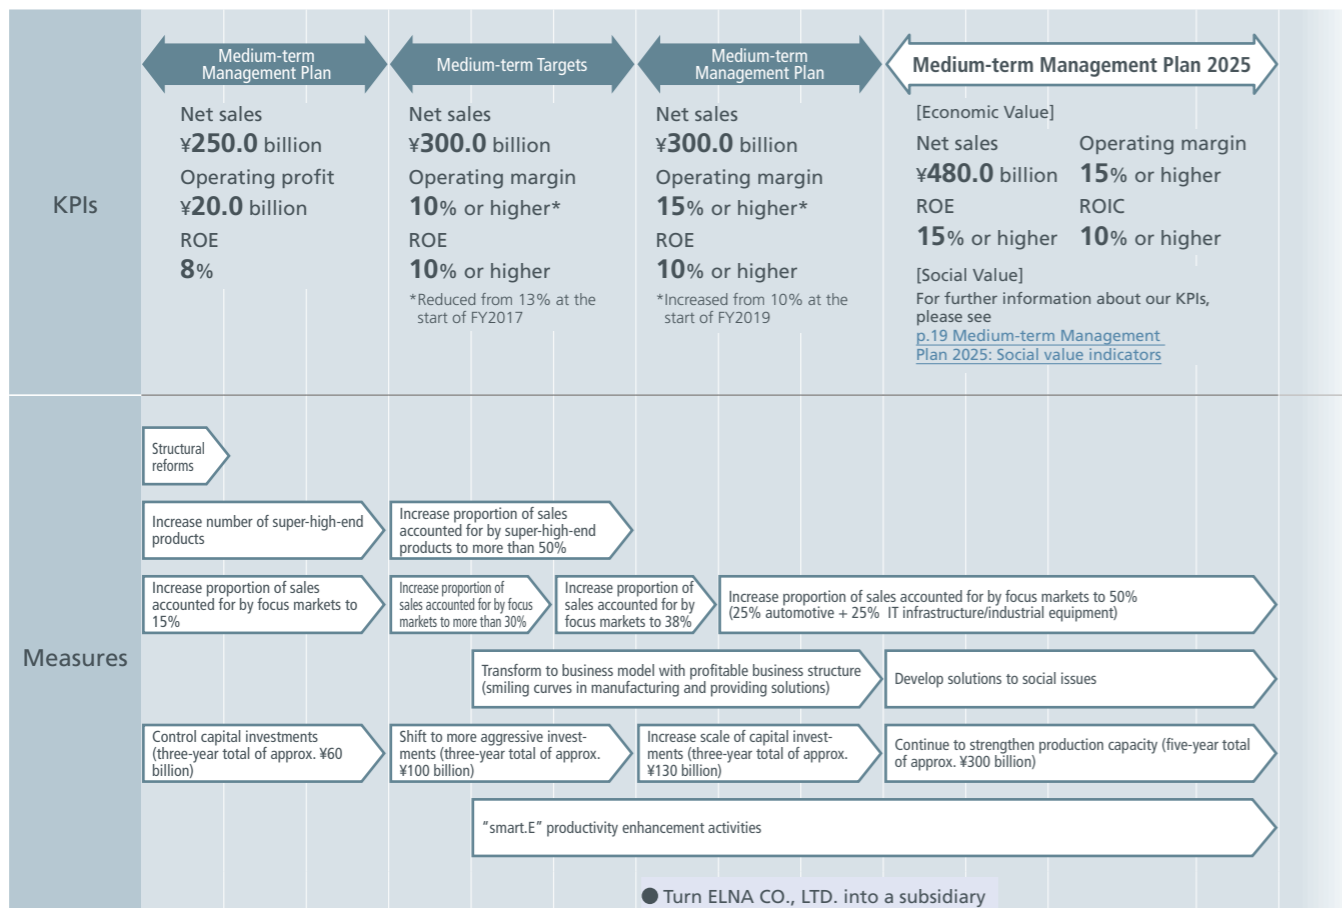 Medium-term
Management Plan
Medium-term Targets
Medium-term
Management Plan
Medium-term Management Plan 2025
KPIs
Net sales
¥250.0 billion
Operating profit
¥20.0 billion
ROE
8%
Net sales
¥300.0 billion
Operating margin
10% or higher*
ROE
10% or higher
*Reduced from 13% at the
start of FY2017
Net sales
¥300.0 billion
Operating margin
15% or higher*
ROE
10% or higher
*Increased from 10% at the
start of FY2019
[Economic Value]
Net sales
¥480.0 billion
Operating margin
15% or higher
ROE
15% or higher
ROIC
10% or higher
[Social Value]
For further information about our KPIs,
please see
p.19 Medium-term Management
Plan 2025: Social value indicators
Measures
Structural
reforms
Increase number of super-high-end
products
Increase proportion of sales
accounted for by super-high-end
products to more than 50%
Increase proportion of sales
accounted for by focus markets to
15%
Increase proportion of
sales accounted for by focus
markets to more than 30%
Increase proportion of
sales accounted for by
focus markets to 38%
Increase proportion of sales accounted for by focus markets to 50%
(25% automotive + 25% IT infrastructure/industrial equipment)
Transform to business model with profitable business structure
(smiling curves in manufacturing and providing solutions)
Develop solutions to social issues
Control capital investments
(three-year total of approx. ¥60
billion)
Shift to more aggressive invest-
ments (three-year total of approx.
¥100 billion)
Increase scale of capital invest-
ments (three-year total of approx.
¥130 billion)
Continue to strengthen production capacity (five-year total
of approx. ¥300 billion)
"smart.E" productivity enhancement activities
● Turn ELNA CO., LTD. into a subsidiary